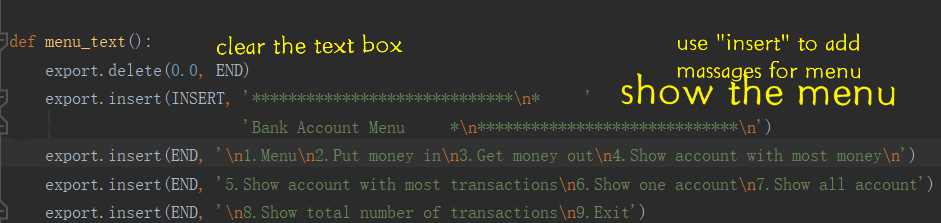 def menu_text():
clear the text box
use "insert" to add
massages for menu
export.delete(0.0, END)
show the menu
export.insert(INSERT, '*****************************\n*     '
'Bank Account Menu     *\n*****************************\n')
export.insert(END, '\n1.Menu\n2.Put money in\n3.Get money out\n4.Show account with most money\n')
export.insert(END, '5.Show account with most transactions\n6.Show one account\n7.Show all account')
export.insert(END, '\n8.Show total number of transactions\n9.Exit')